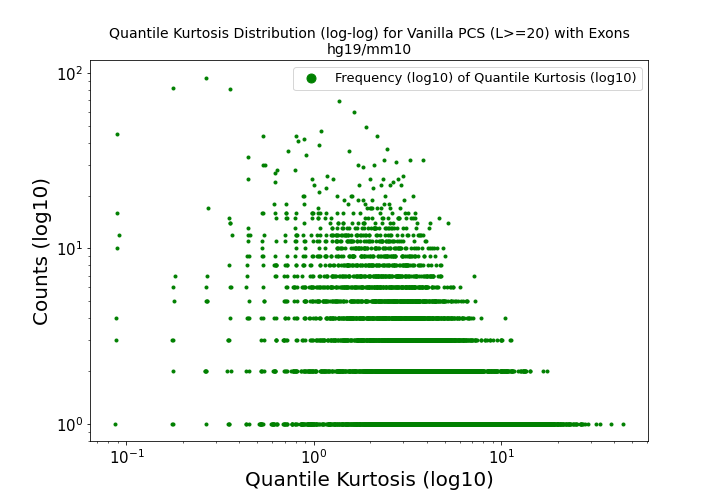 Quantile Kurtosis Distribution (log-log) for Vanilla PCS (L>=20) with Exons
hg19/mm10
Frequency (log10) of Quantile Kurtosis (log10)
Counts (log10)
10²
10¹
10⁰
10⁻¹ 10⁰ 10¹
Quantile Kurtosis (log10)